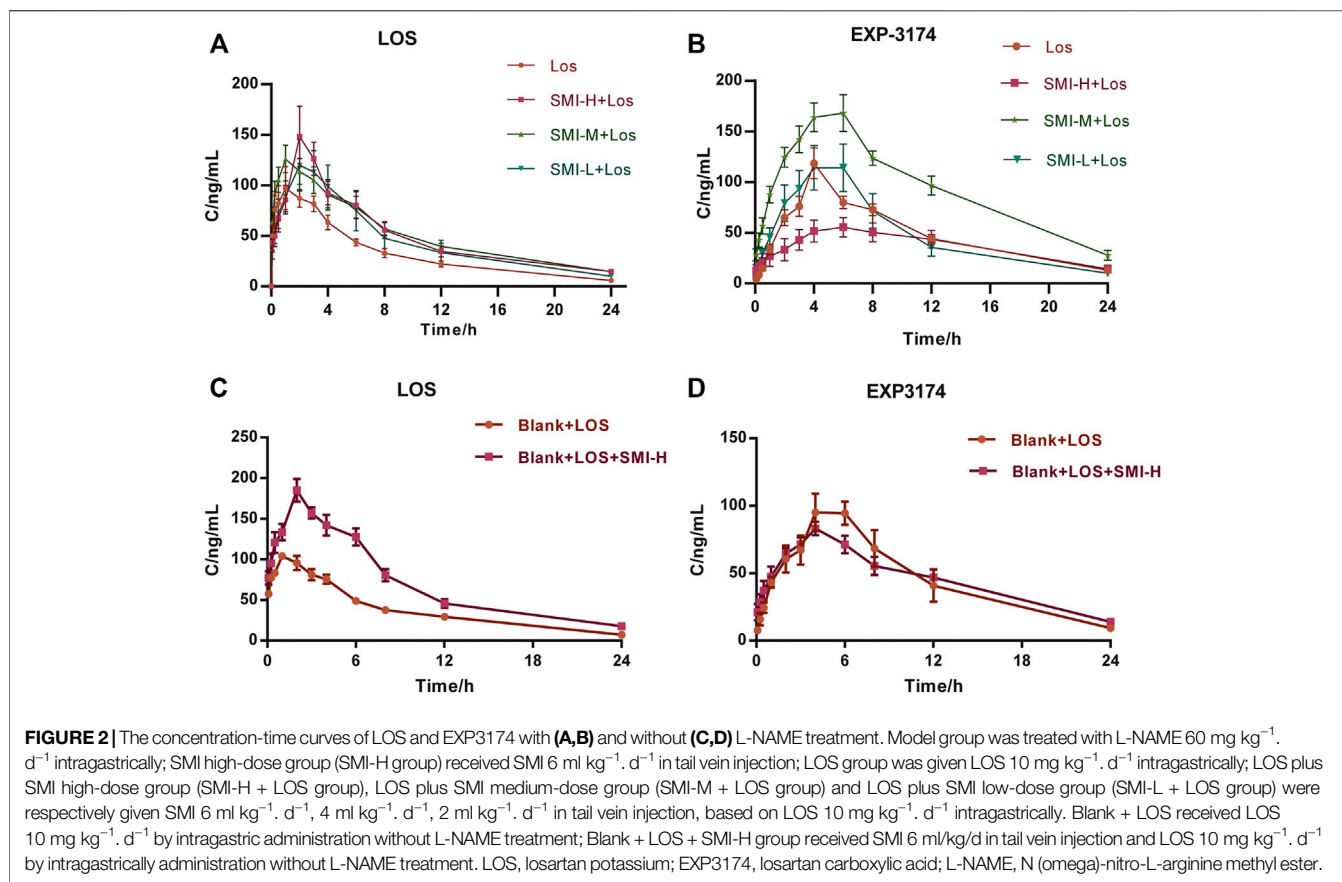 A
LOS
Los
SMI-H+Los
SMI-M+Los
SMI-L+Los
C/ng/mL
200
150
100
50
0
0 4 8 12 16 20 24
Time/h
B
EXP-3174
Los
SMI-H+Los
SMI-M+Los
SMI-L+Los
C/ng/mL
200
150
100
50
0
0 4 8 12 16 20 24
Time/h
C
LOS
Blank+LOS
Blank+LOS+SMI-H
C/ng/mL
250
200
150
100
50
0
0 6 12 18 24
Time/h
D
EXP3174
Blank+LOS
Blank+LOS+SMI-H
C/ng/mL
150
100
50
0
0 6 12 18 24
Time/h
FIGURE 2 | The concentration-time curves of LOS and EXP3174 with (A,B) and without (C,D) L-NAME treatment. Model group was treated with L-NAME 60 mg kg⁻¹.
d⁻¹ intragastrically; SMI high-dose group (SMI-H group) received SMI 6 ml kg⁻¹. d⁻¹ in tail vein injection; LOS group was given LOS 10 mg kg⁻¹. d⁻¹ intragastrically; LOS plus
SMI high-dose group (SMI-H + LOS group), LOS plus SMI medium-dose group (SMI-M + LOS group) and LOS plus SMI low-dose group (SMI-L + LOS group) were
respectively given SMI 6 ml kg⁻¹. d⁻¹, 4 ml kg⁻¹. d⁻¹, 2 ml kg⁻¹. d⁻¹ in tail vein injection, based on LOS 10 mg kg⁻¹. d⁻¹ intragastrically. Blank + LOS received LOS
10 mg kg⁻¹. d⁻¹ by intragastric administration without L-NAME treatment; Blank + LOS + SMI-H group received SMI 6 ml/kg/d in tail vein injection and LOS 10 mg kg⁻¹. d⁻¹
by intragastrically administration without L-NAME treatment. LOS, losartan potassium; EXP3174, losartan carboxylic acid; L-NAME, N (omega)-nitro-L-arginine methyl ester.